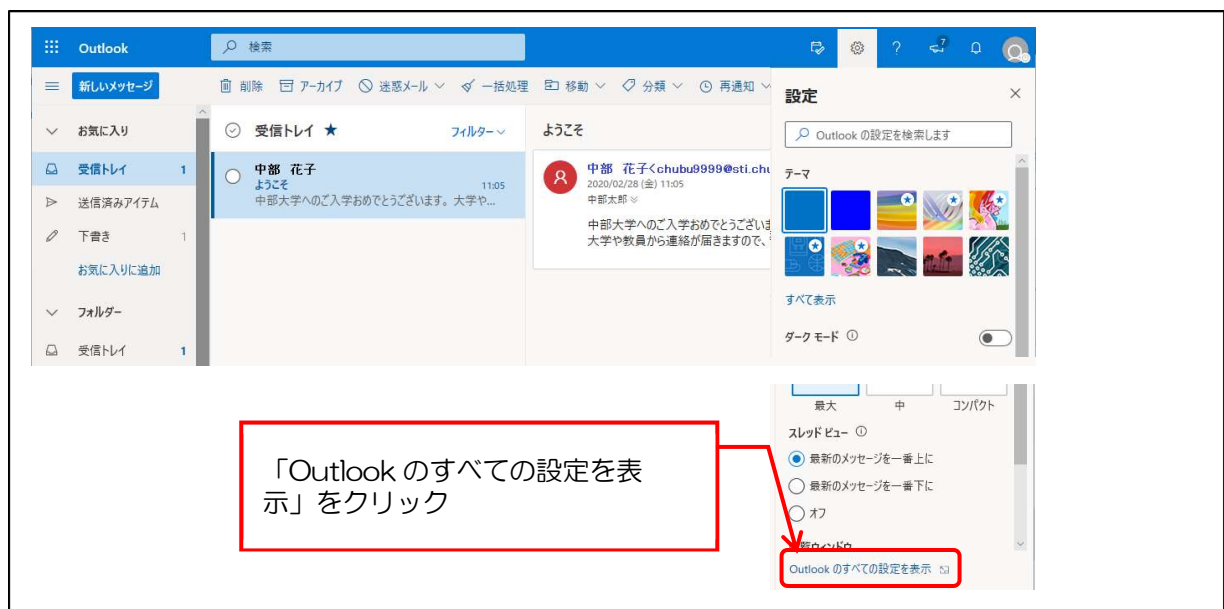 Outlook
検索
7
新しいメッセージ
削除 アーカイブ 迷惑メール 一括処理 移動 分類 再通知
設定
Outlook の設定を検索します
お気に入り
受信トレイ 1
送信済みアイテム
下書き 1
お気に入りに追加
フォルダー
受信トレイ 1
受信トレイ ★ フィルター
中部 花子
ようこそ 11:05
中部大学へのご入学おめでとうございます。大学や...
ようこそ
A
中部 花子<chubu9999@sti.chu
2020/02/28 (金) 11:05
中部太郎
中部大学へのご入学おめでとうございま
大学や教員から連絡が届きますので、
テーマ
すべて表示
ダーク モード
最大 中 コンパクト
スレッド ビュー
最新のメッセージを一番上に
最新のメッセージを一番下に
オフ
Outlook のすべての設定を表示
「Outlook のすべての設定を表
示」をクリック